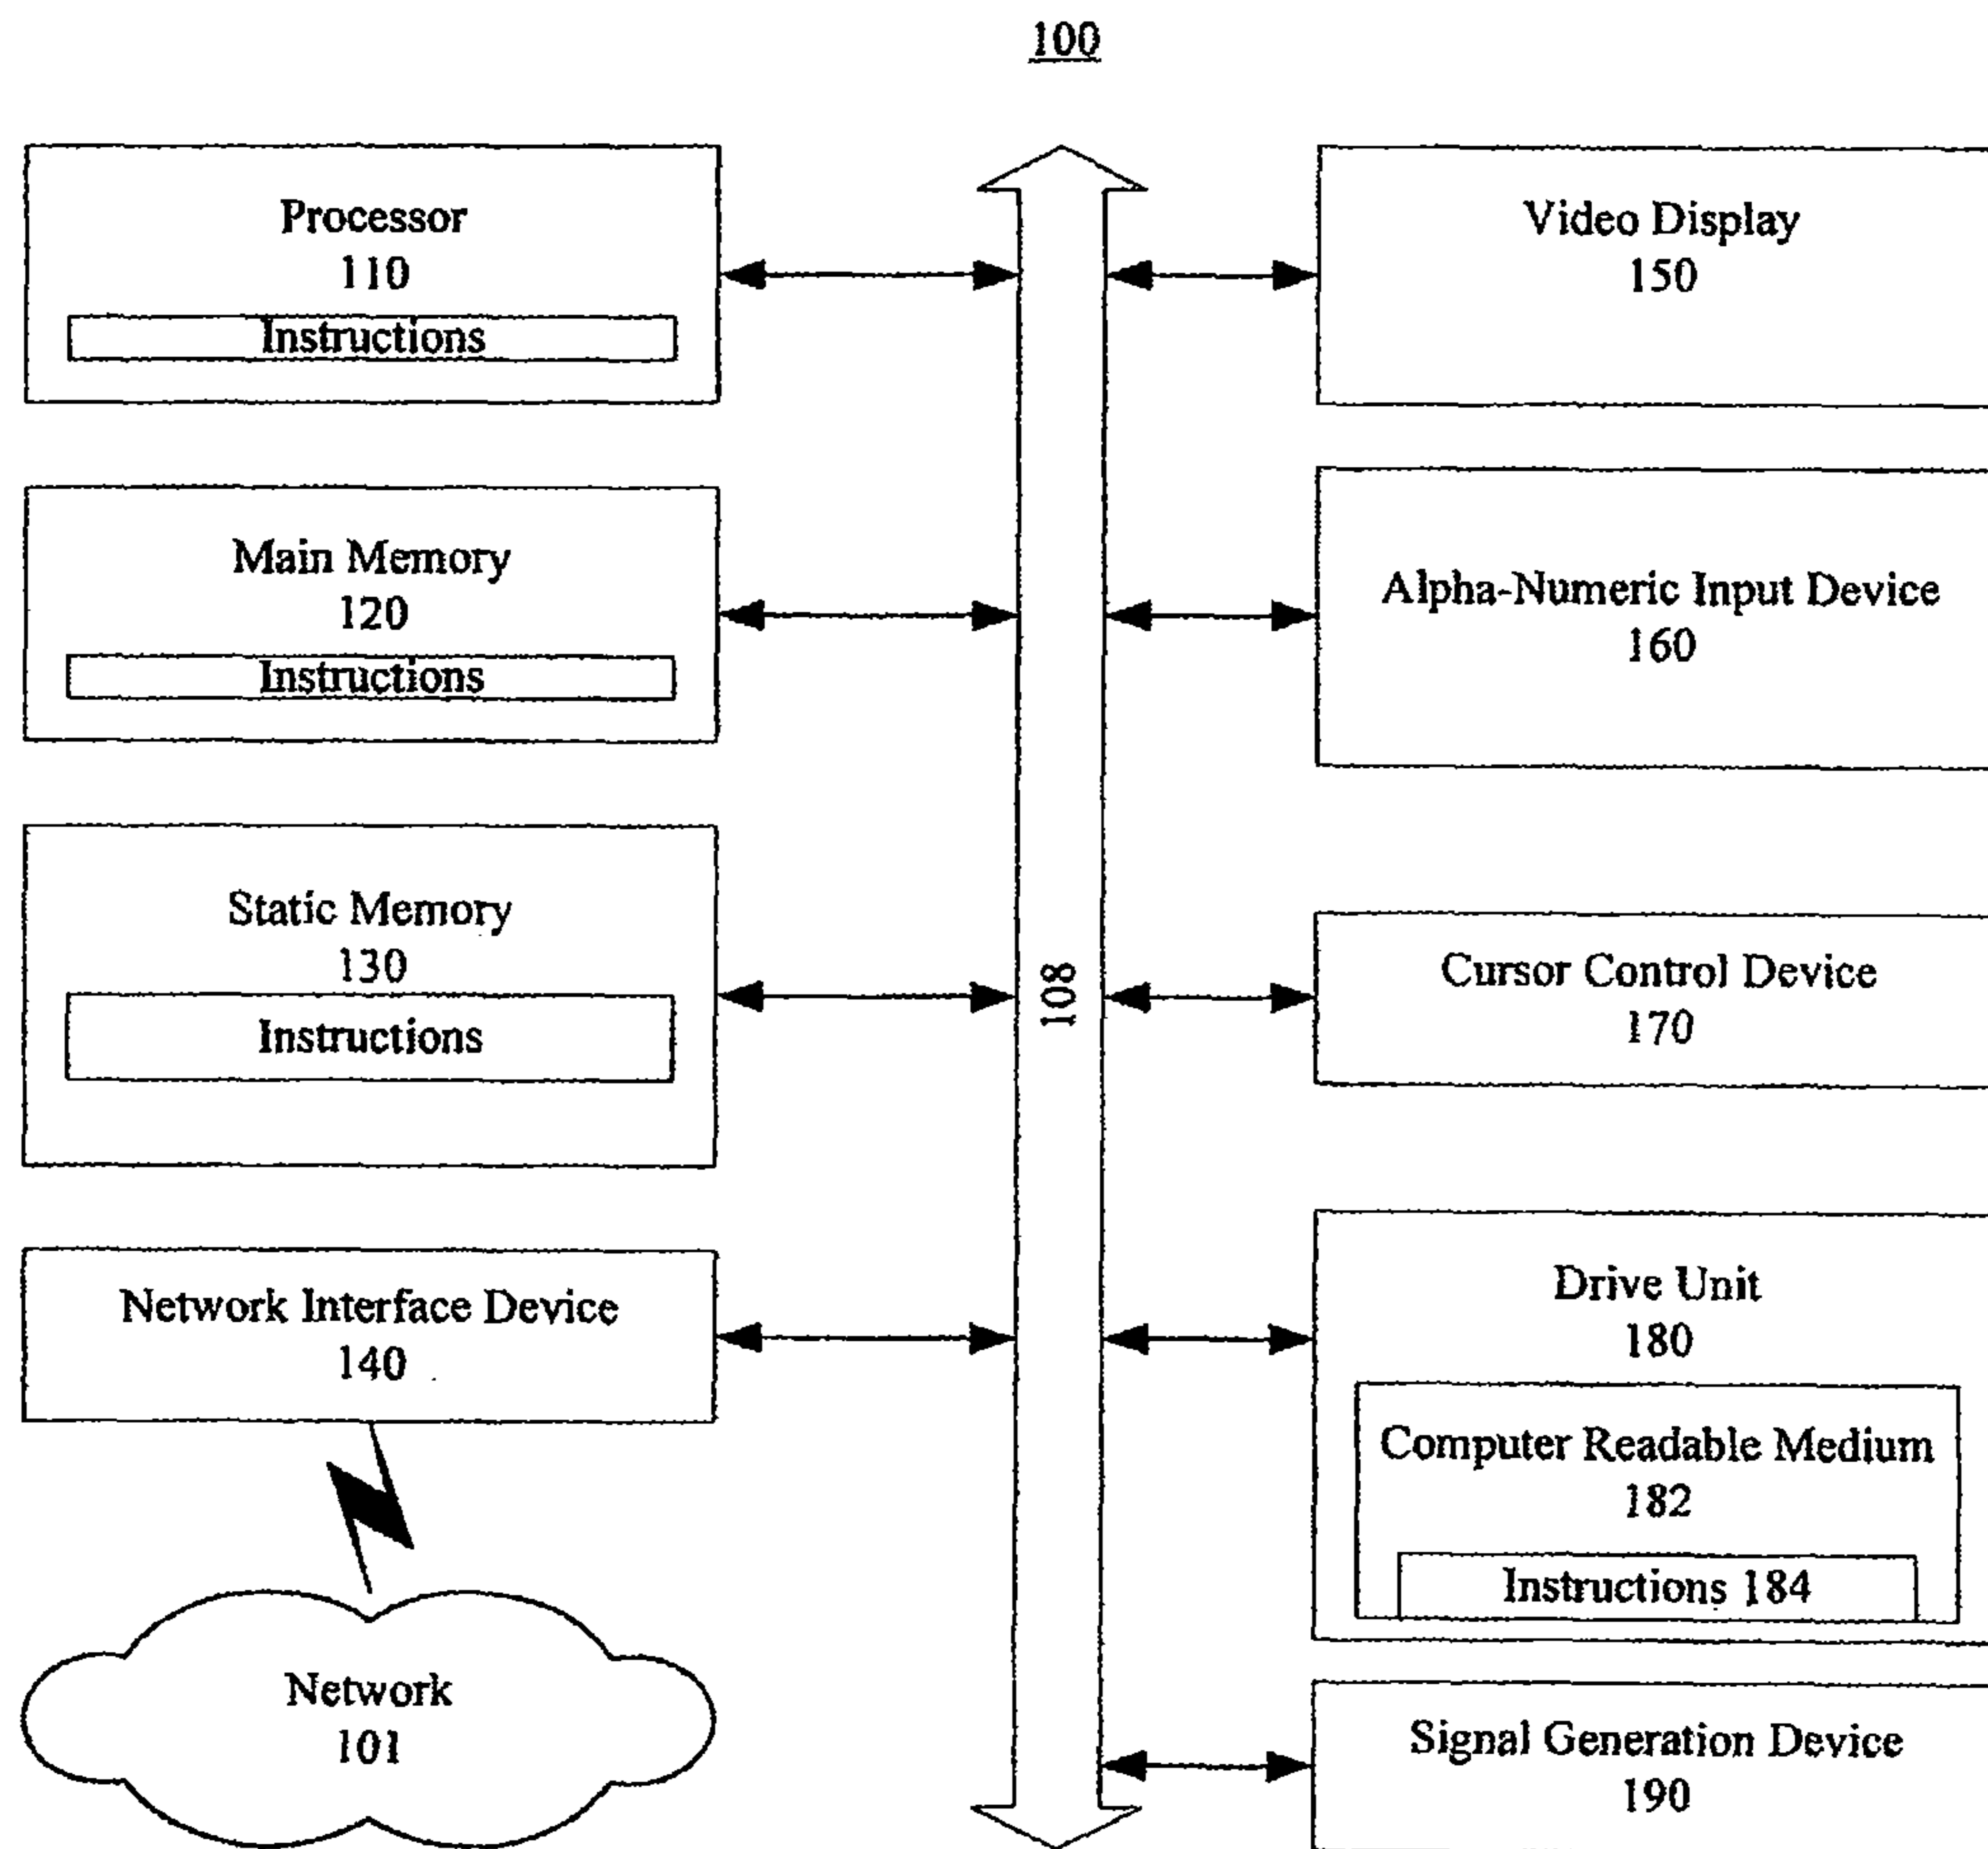 100
Processor
110
Instructions
Main Memory
120
Instructions
Static Memory
130
Instructions
Network Interface Device
140
Network
101
108
Video Display
150
Alpha-Numeric Input Device
160
Cursor Control Device
170
Drive Unit
180
Computer Readable Medium
182
Instructions 184
Signal Generation Device
190